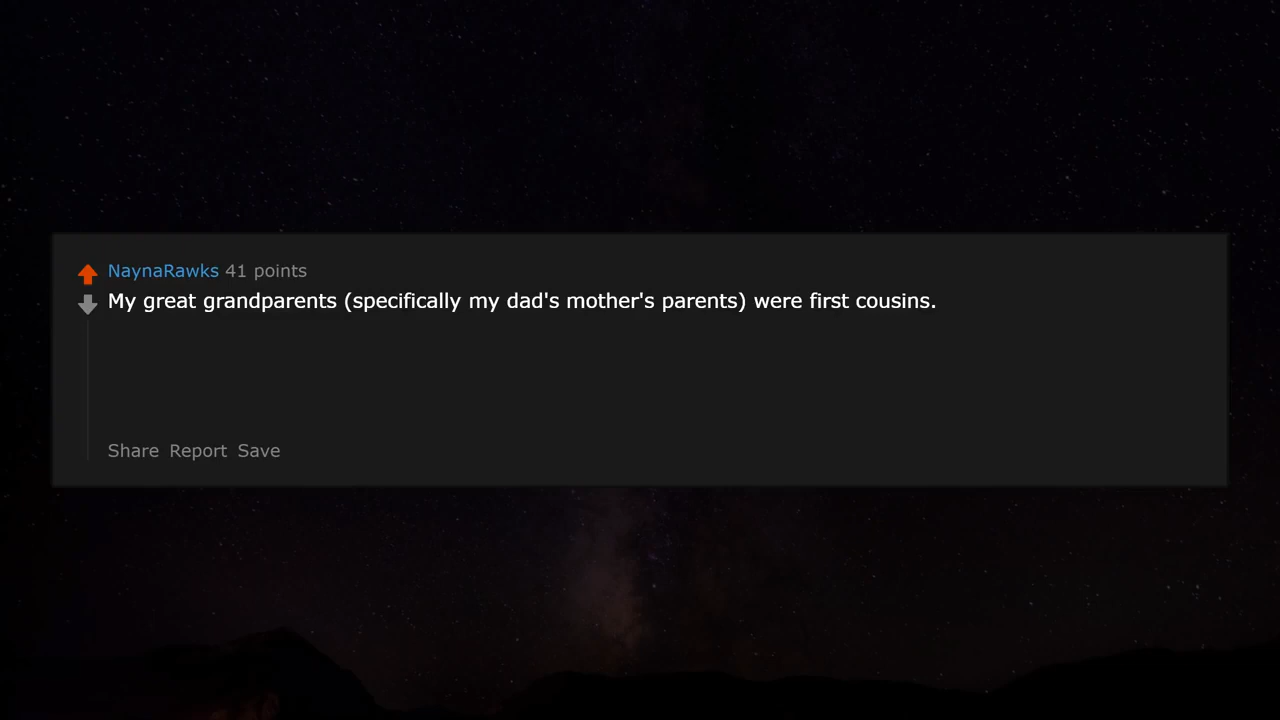 NaynaRawks 41 points
My great grandparents (specifically my dad's mother's parents) were first cousins.
Share Report Save